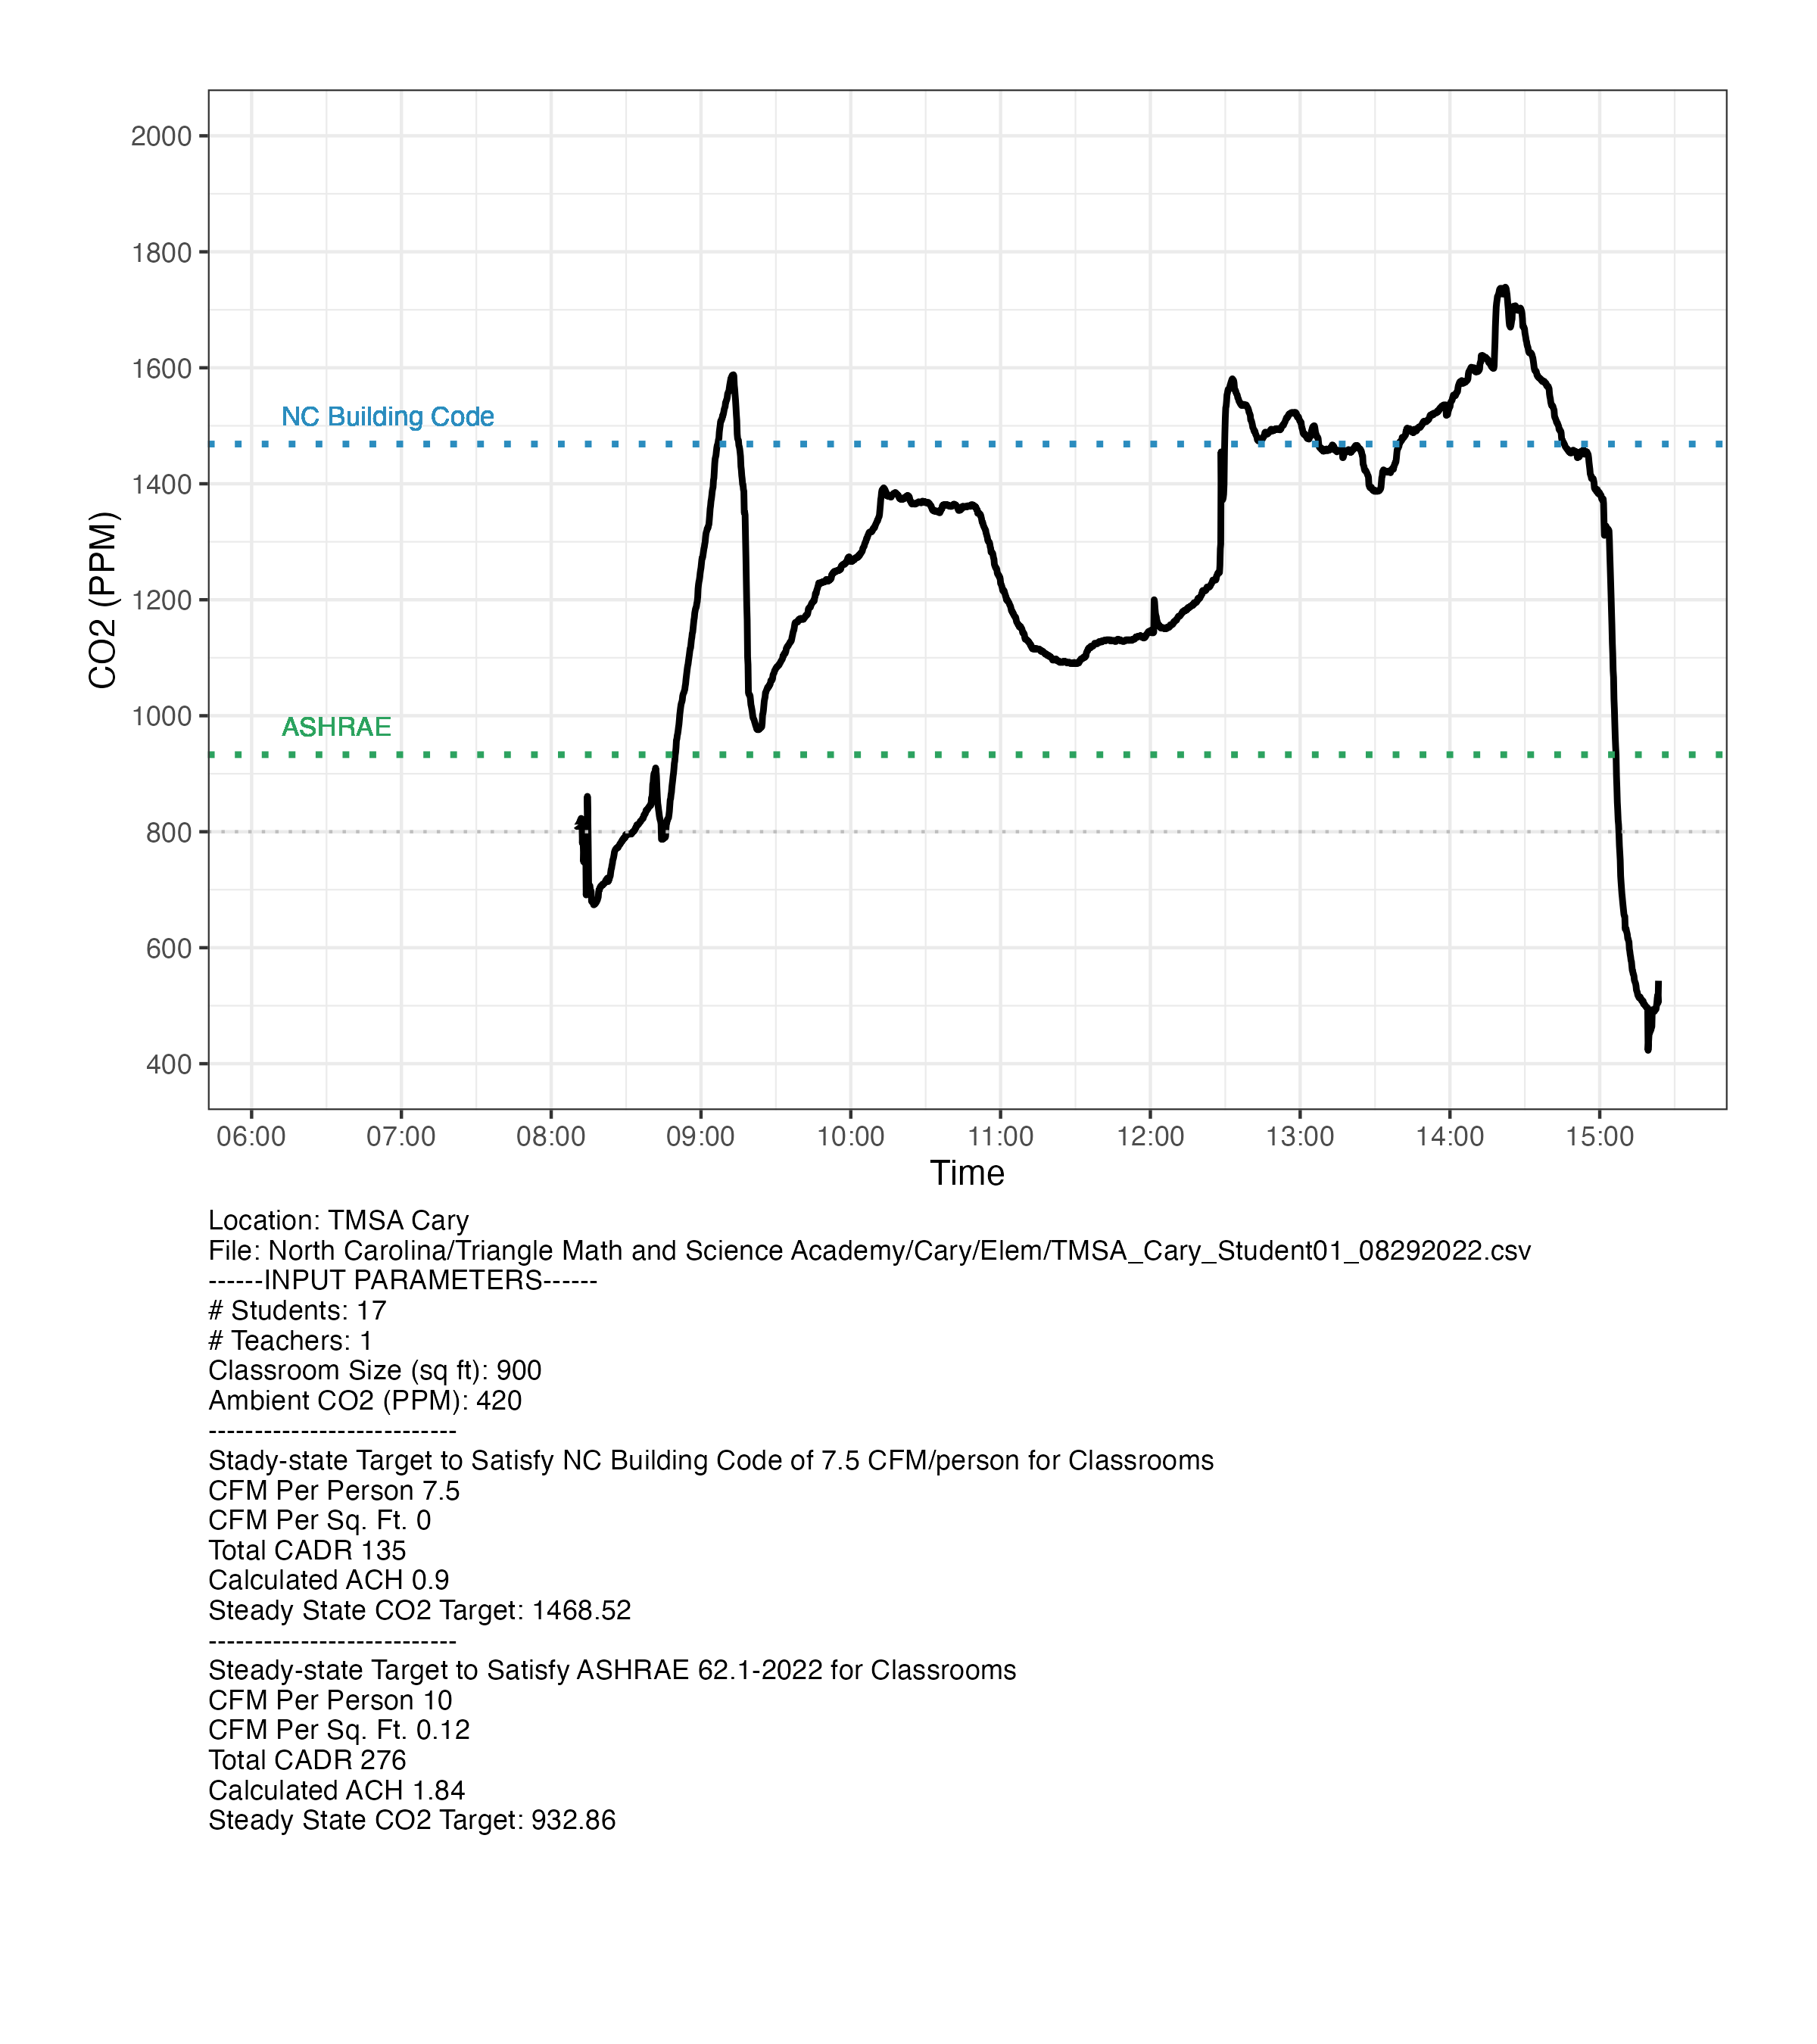 2000
1800
1600
NC Building Code
1400
1200
CO2 (PPM)
1000
ASHRAE
800
600
400
06:00 07:00 08:00 09:00 10:00 11:00 12:00 13:00 14:00 15:00
Time
Location: TMSA Cary
File: North Carolina/Triangle Math and Science Academy/Cary/Elem/TMSA_Cary_Student01_08292022.csv
------INPUT PARAMETERS------
# Students: 17
# Teachers: 1
Classroom Size (sq ft): 900
Ambient CO2 (PPM): 420
---------------------------
Stady-state Target to Satisfy NC Building Code of 7.5 CFM/person for Classrooms
CFM Per Person 7.5
CFM Per Sq. Ft. 0
Total CADR 135
Calculated ACH 0.9
Steady State CO2 Target: 1468.52
---------------------------
Steady-state Target to Satisfy ASHRAE 62.1-2022 for Classrooms
CFM Per Person 10
CFM Per Sq. Ft. 0.12
Total CADR 276
Calculated ACH 1.84
Steady State CO2 Target: 932.86